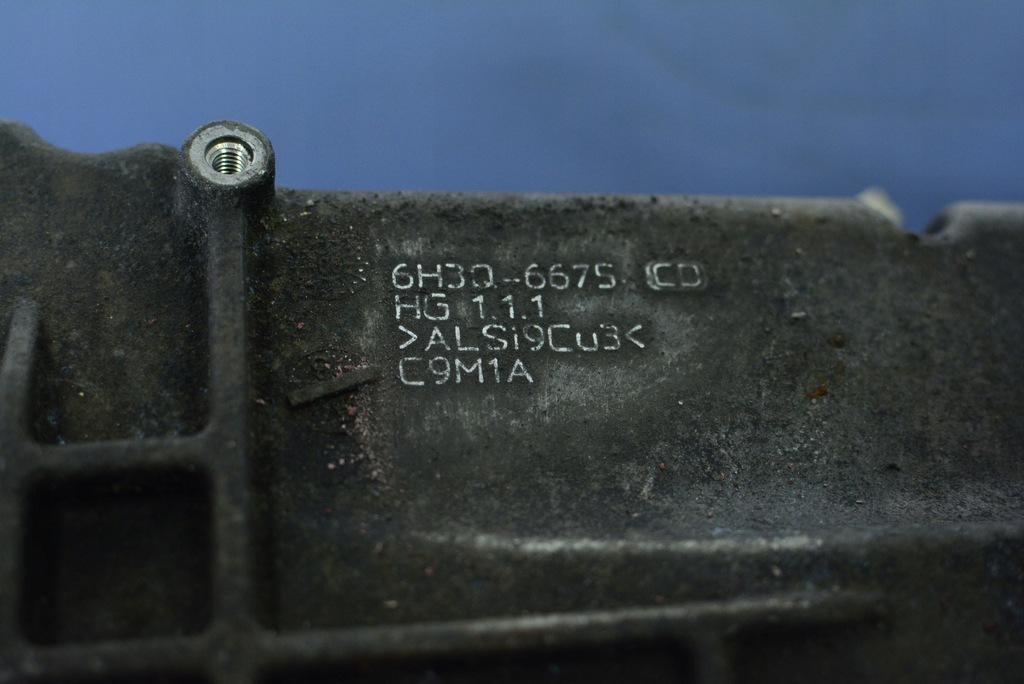 6H3Q-6675-CD
HG 1.1.1
>ALSi9Cu3<
C9M1A